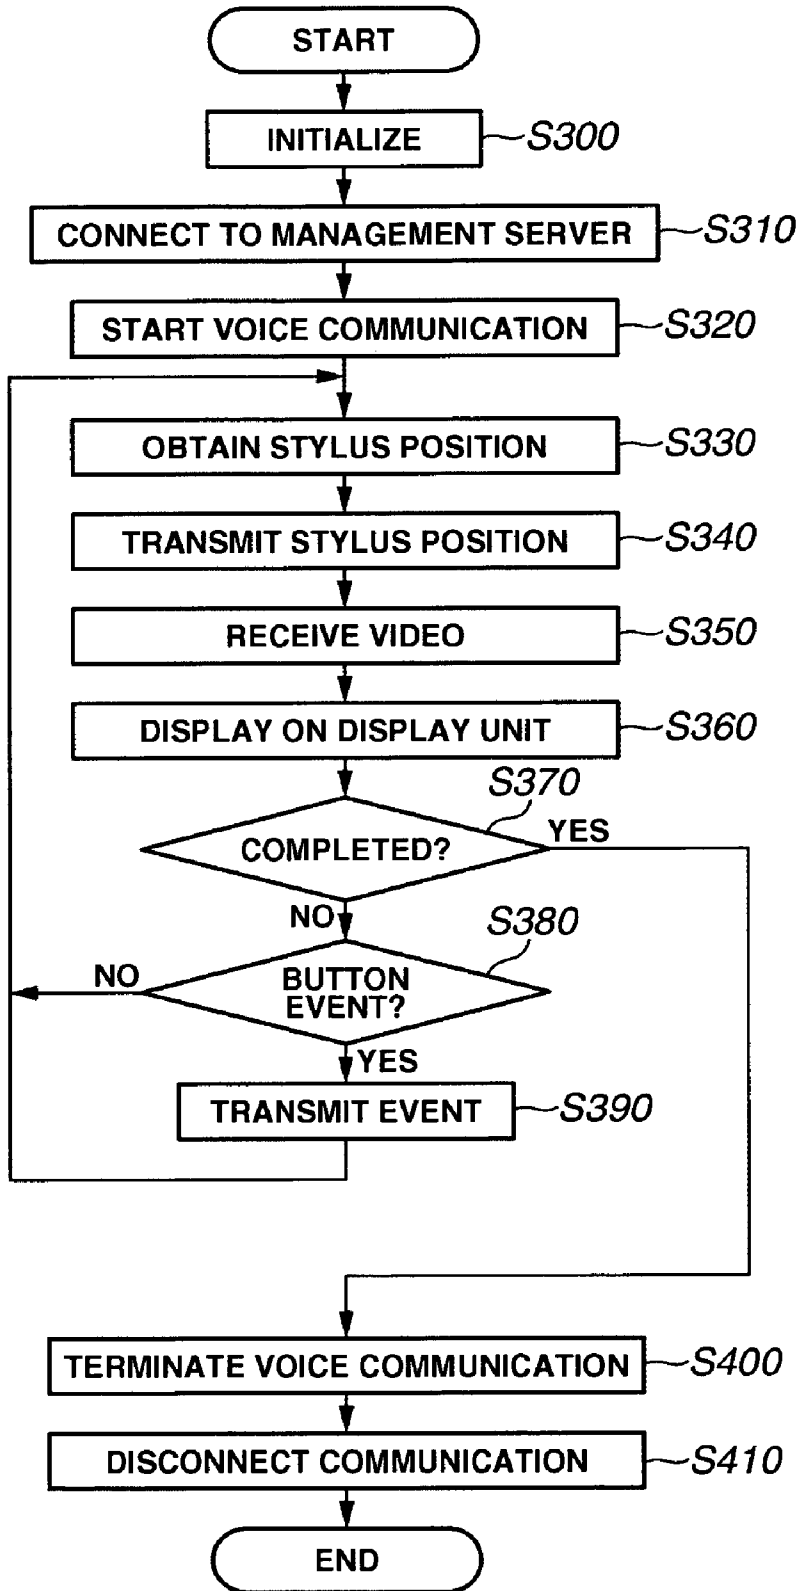 START
INITIALIZE
S300
CONNECT TO MANAGEMENT SERVER
S310
START VOICE COMMUNICATION
S320
OBTAIN STYLUS POSITION
S330
TRANSMIT STYLUS POSITION
S340
RECEIVE VIDEO
S350
DISPLAY ON DISPLAY UNIT
S360
S370
COMPLETED?
YES
NO
S380
BUTTON
EVENT?
NO
YES
TRANSMIT EVENT
S390
TERMINATE VOICE COMMUNICATION
S400
DISCONNECT COMMUNICATION
S410
END